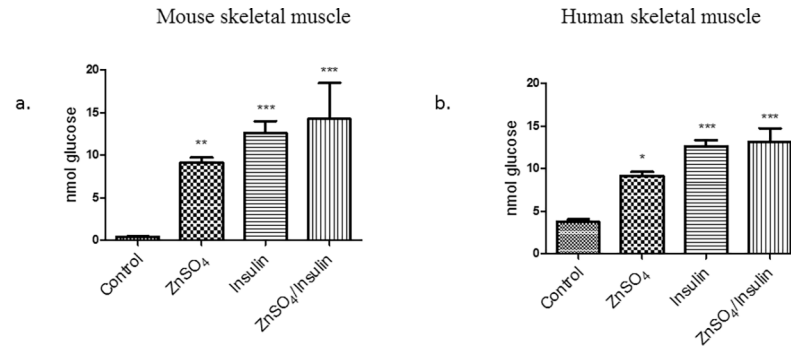 Mouse skeletal muscle
Human skeletal muscle
a.
nmol glucose
20
15
10
5
0
**
***
***
Control
ZnSO₄
Insulin
ZnSO₄/Insulin
b.
nmol glucose
20
15
10
5
0
*
***
***
Control
ZnSO₄
Insulin
ZnSO₄/Insulin